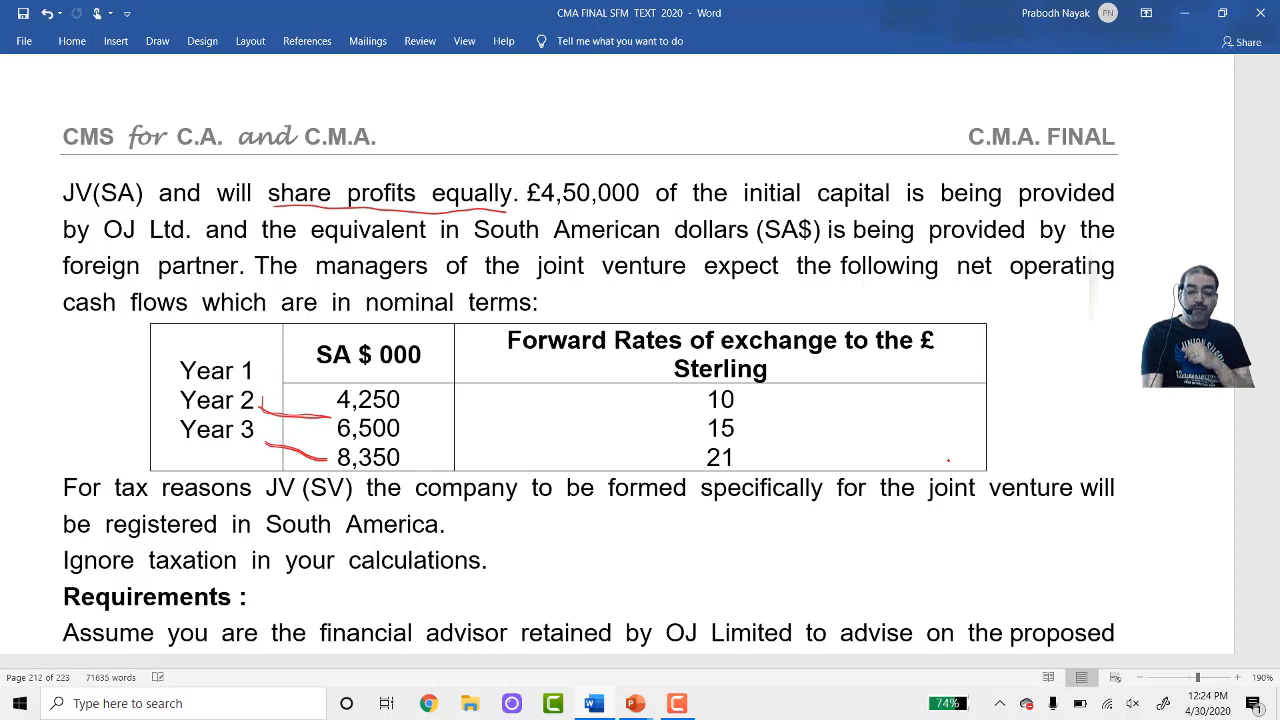 CMA FINAL SFM TEXT 2020 - Word
Prabodh Nayak PN
File Home Insert Draw Design Layout References Mailings Review View Help Tell me what you want to do Share
CMS for C.A. and C.M.A. C.M.A. FINAL
JV(SA) and will share profits equally. £4,50,000 of the initial capital is being provided
by OJ Ltd. and the equivalent in South American dollars (SA$) is being provided by the
foreign partner. The managers of the joint venture expect the following net operating
cash flows which are in nominal terms:
SA $ 000 Forward Rates of exchange to the £
Sterling
Year 1 4,250 10
Year 2 6,500 15
Year 3 8,350 21
For tax reasons JV (SV) the company to be formed specifically for the joint venture will
be registered in South America.
Ignore taxation in your calculations.
Requirements :
Assume you are the financial advisor retained by OJ Limited to advise on the proposed
Page 212 of 223 71635 words 190%
Type here to search 74% 12:24 PM
4/30/2020